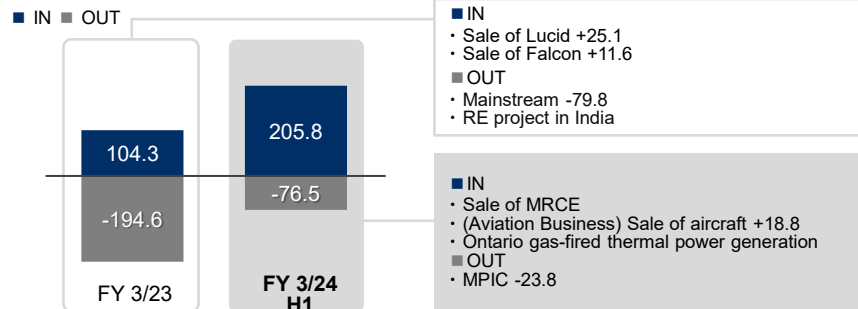 ■ IN ■ OUT
104.3
-194.6
FY 3/23
205.8
-76.5
FY 3/24
H1
■ IN
・Sale of Lucid +25.1
・Sale of Falcon +11.6
■ OUT
・Mainstream -79.8
・RE project in India
■ IN
・Sale of MRCE
・(Aviation Business) Sale of aircraft +18.8
・Ontario gas-fired thermal power generation
■ OUT
・MPIC -23.8